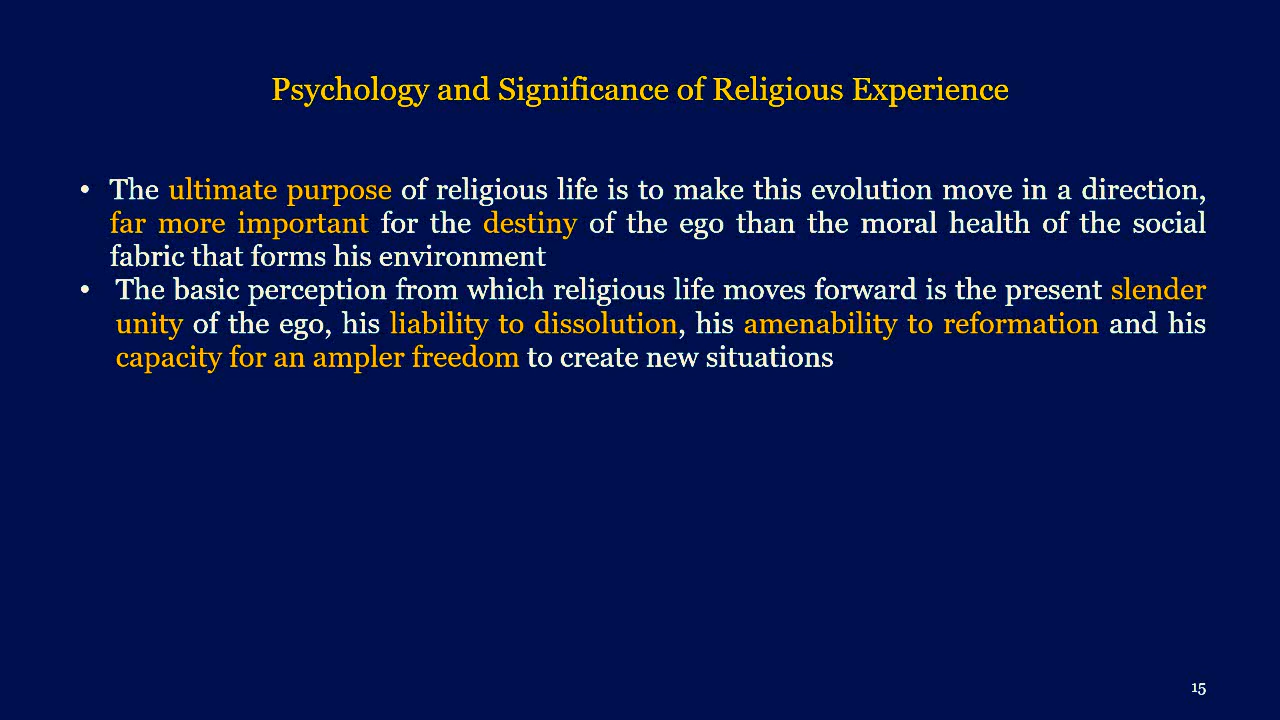 Psychology and Significance of Religious Experience
• The ultimate purpose of religious life is to make this evolution move in a direction,
far more important for the destiny of the ego than the moral health of the social
fabric that forms his environment
• The basic perception from which religious life moves forward is the present slender
unity of the ego, his liability to dissolution, his amenability to reformation and his
capacity for an ampler freedom to create new situations
15